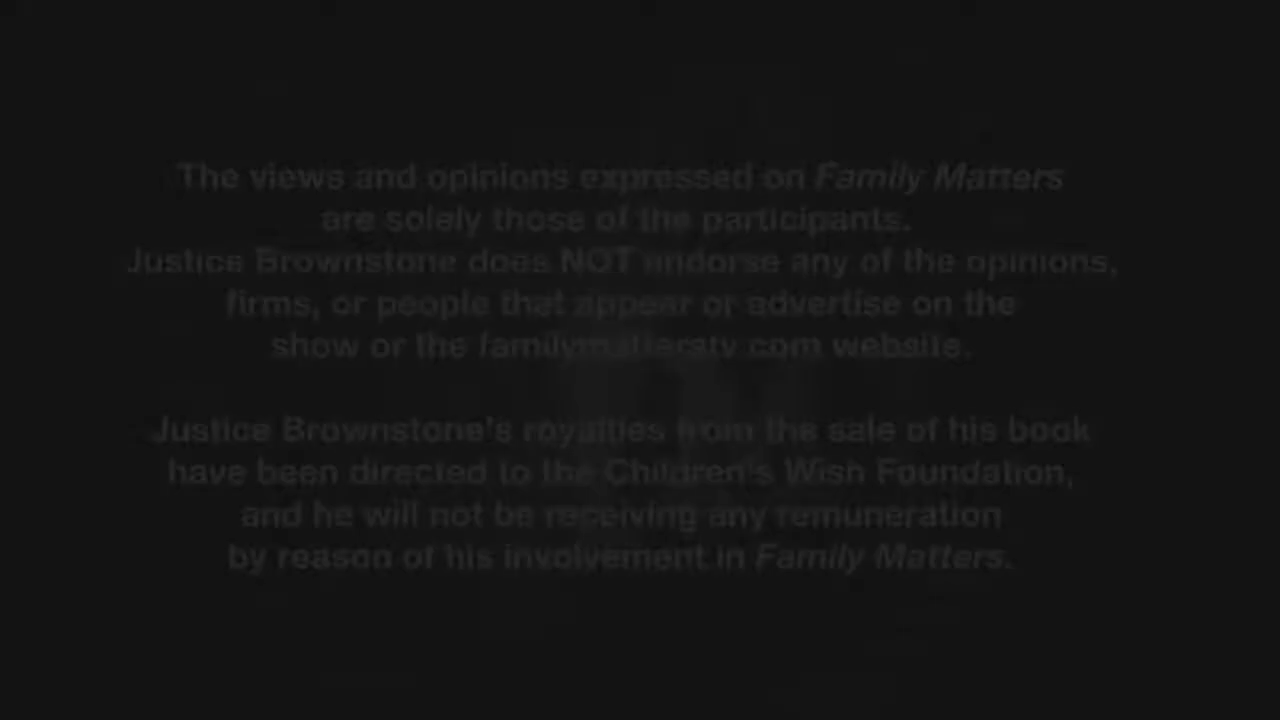 The views and opinions expressed on Family Matters
are solely those of the participants.
Justice Brownstone does NOT endorse any of the opinions,
firms, or people that appear or advertise on the
show or the familymatterstv.com website.
Justice Brownstone's royalties from the sale of his book
have been directed to the Children's Wish Foundation,
and he will not be receiving any remuneration
by reason of his involvement in Family Matters.